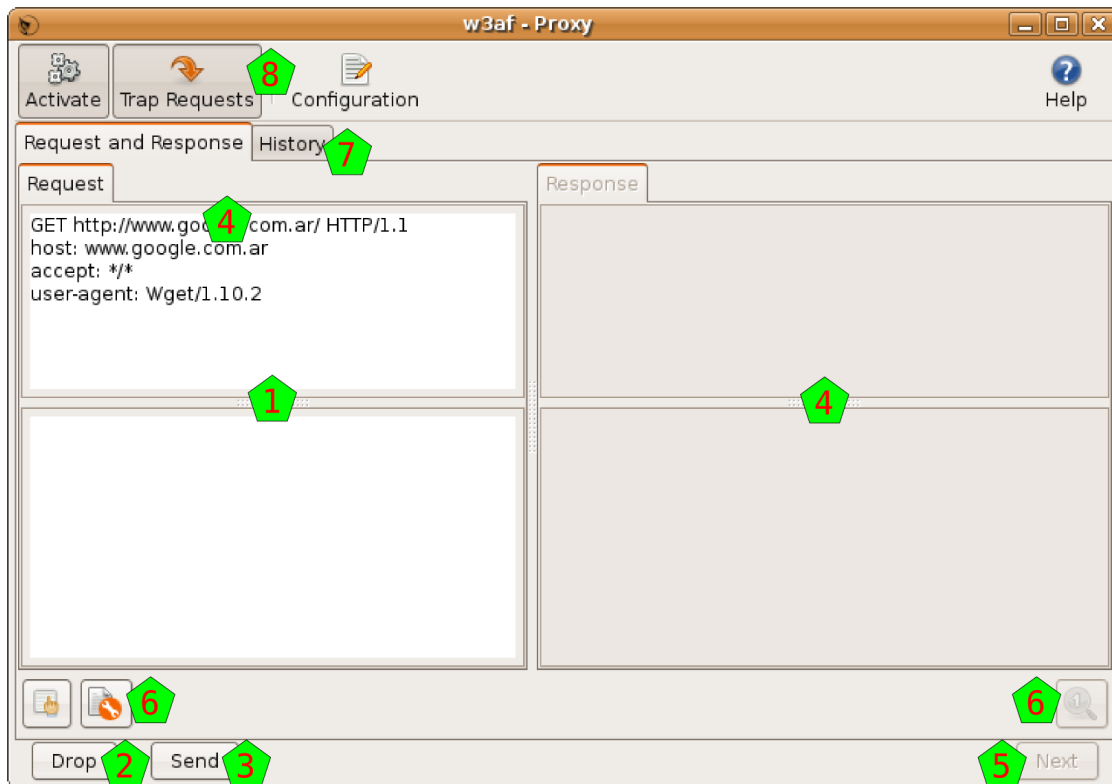 w3af - Proxy
Activate
Trap Requests
8
Configuration
Help
Request and Response
History
7
Request
Response
4
GET http://www.goo com.ar/ HTTP/1.1
host: www.google.com.ar
accept: */*
user-agent: Wget/1.10.2
1
4
6
6
Drop
2
Send
3
5
Next